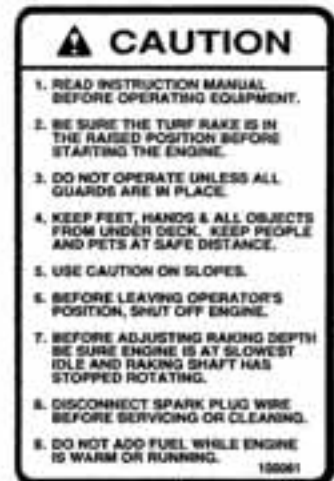 CAUTION
1. READ INSTRUCTION MANUAL
BEFORE OPERATING EQUIPMENT.
2. BE SURE THE TURF RAKE IS IN
THE RAISED POSITION BEFORE
STARTING THE ENGINE.
3. DO NOT OPERATE UNLESS ALL
GUARDS ARE IN PLACE.
4. KEEP FEET, HANDS & ALL OBJECTS
FROM UNDER DECK. KEEP PEOPLE
AND PETS AT SAFE DISTANCE.
5. USE CAUTION ON SLOPES.
6. BEFORE LEAVING OPERATOR'S
POSITION, SHUT OFF ENGINE.
7. BEFORE ADJUSTING RAKING DEPTH
BE SURE ENGINE IS AT SLOWEST
IDLE AND RAKING SHAFT HAS
STOPPED ROTATING.
8. DISCONNECT SPARK PLUG WIRE
BEFORE SERVICING OR CLEANING.
9. DO NOT ADD FUEL WHILE ENGINE
IS WARM OR RUNNING.